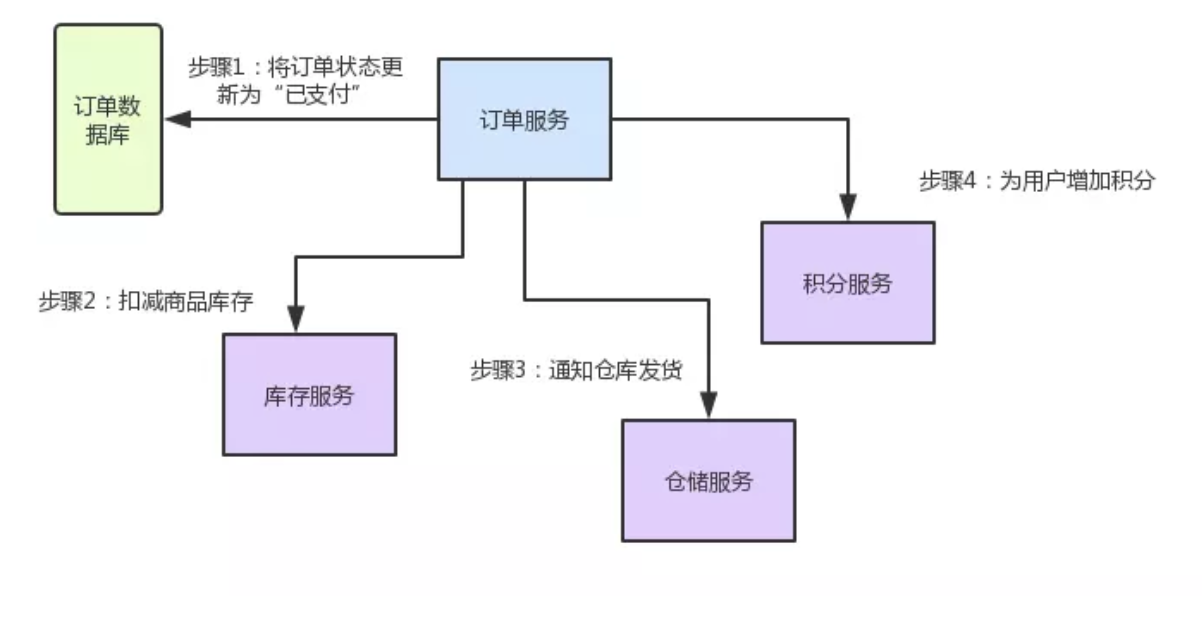 步骤1：将订单状态更
新为“已支付”
订单数
据库
订单服务
步骤4：为用户增加积分
积分服务
步骤2：扣减商品库存
步骤3：通知仓库发货
库存服务
仓储服务